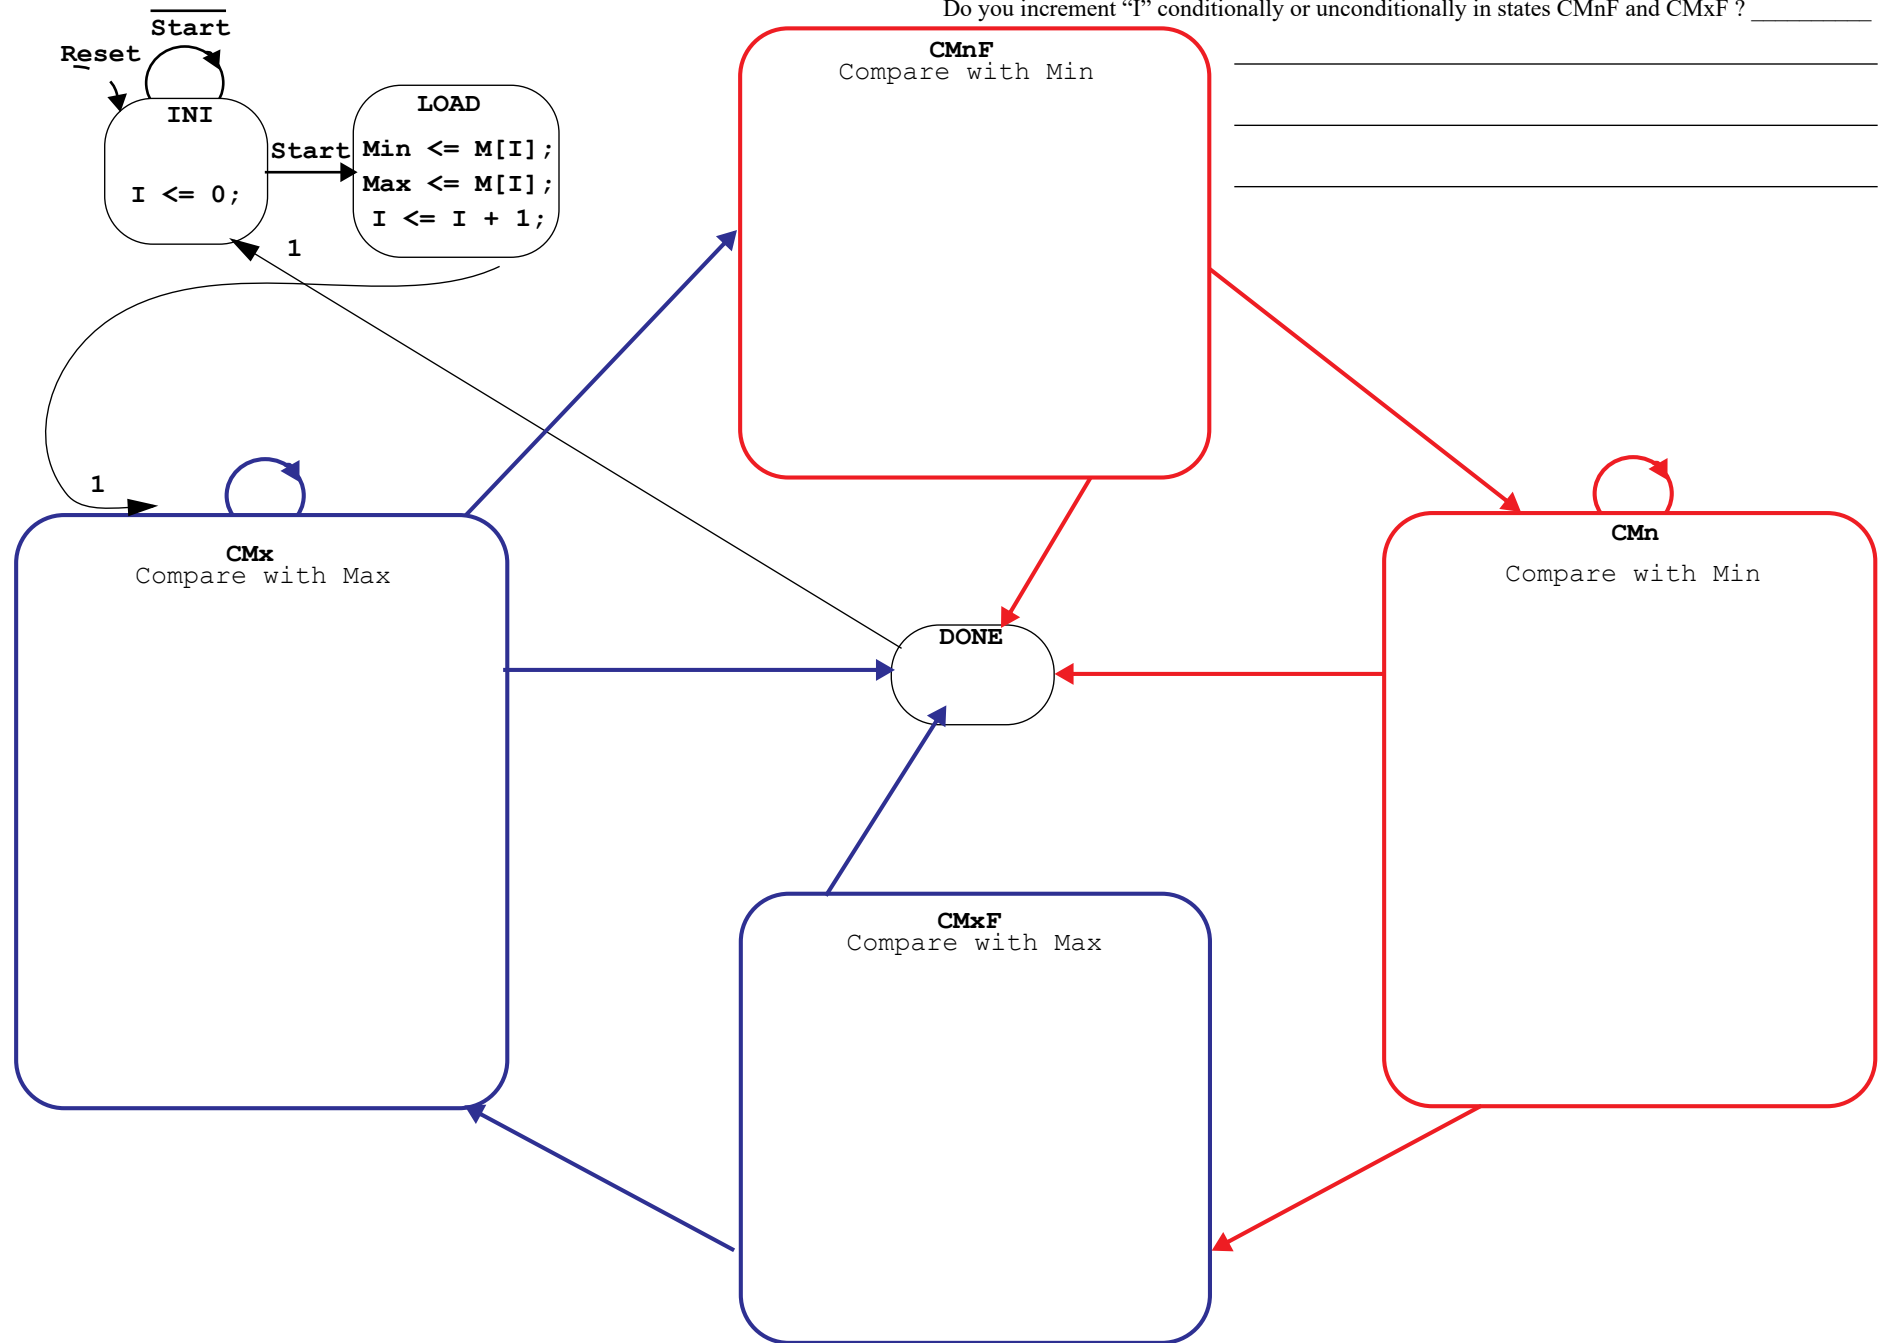 Do you increment “I” conditionally or unconditionally in states CMnF and CMxF ? __________
Start
Reset
INI
I <= 0;
Start
LOAD
Min <= M[I];
Max <= M[I];
I <= I + 1;
1
1
CMnF
Compare with Min
CMx
Compare with Max
CMn
Compare with Min
DONE
CMxF
Compare with Max